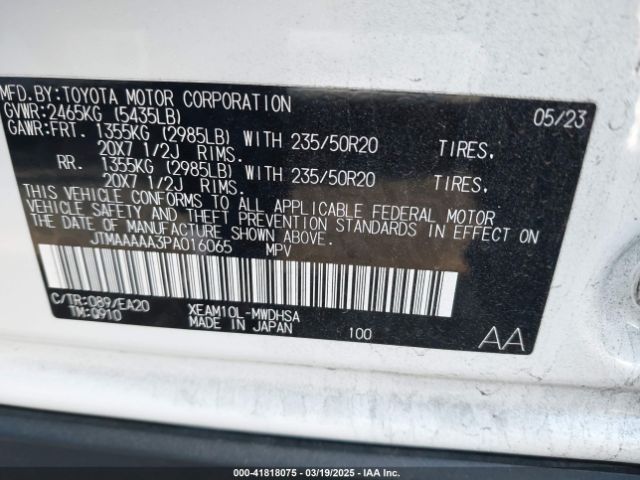 MFD.BY:TOYOTA MOTOR CORPORATION 05/23
GVWR:2465KG (5435LB)
GAWR:FRT. 1355KG (2985LB) WITH 235/50R20 TIRES,
20X7 1/2J RIMS.
RR. 1355KG (2985LB) WITH 235/50R20 TIRES,
20X7 1/2J RIMS.
THIS VEHICLE CONFORMS TO ALL APPLICABLE FEDERAL MOTOR
VEHICLE SAFETY AND THEFT PREVENTION STANDARDS IN EFFECT ON
THE DATE OF MANUFACTURE SHOWN ABOVE.
JTMAAAAA3PA016065 MPV
C/TR:089/EA20 XEAM10L-MWDHSA
TM:0910 MADE IN JAPAN 100 AA
000-41818075 — 03/19/2025 — IAAI.COM